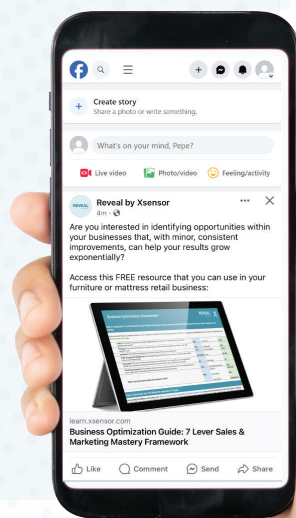 Create story
Share a photo or write something.
What's on your mind, Pepe?
Live video
Photo/video
Feeling/activity
REVEAL
Reveal by Xsensor
4m ·
Are you interested in identifying opportunities within
your businesses that, with minor, consistent
improvements, can help your results grow
exponentially?
Access this FREE resource that you can use in your
furniture or mattress retail business:
Business Optimization Assessment
learn.xsensor.com
Business Optimization Guide: 7 Lever Sales &
Marketing Mastery Framework
Like
Comment
Send
Share